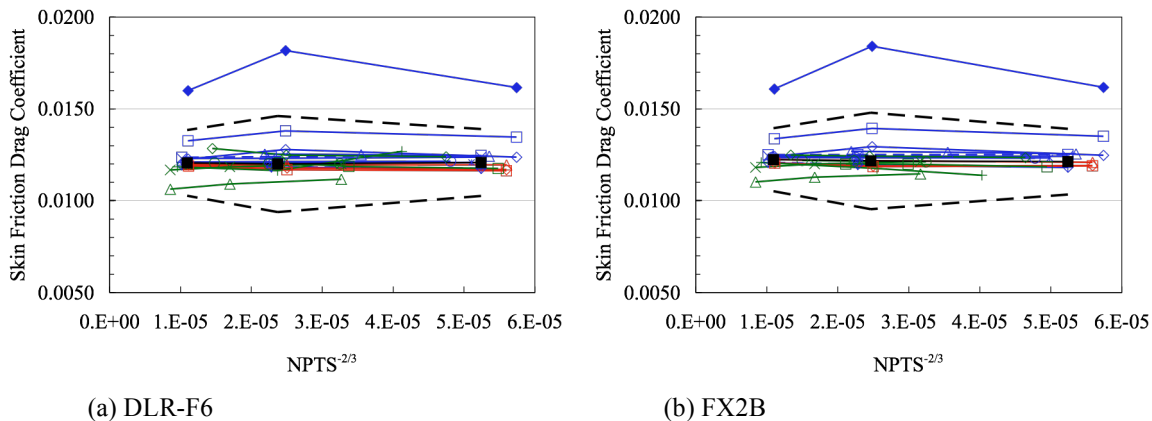 Skin Friction Drag Coefficient
0.0200
0.0150
0.0100
0.0050
0.E+00 1.E-05 2.E-05 3.E-05 4.E-05 5.E-05 6.E-05
NPTS-2/3
(a) DLR-F6
Skin Friction Drag Coefficient
0.0200
0.0150
0.0100
0.0050
0.E+00 1.E-05 2.E-05 3.E-05 4.E-05 5.E-05 6.E-05
NPTS-2/3
(b) FX2B